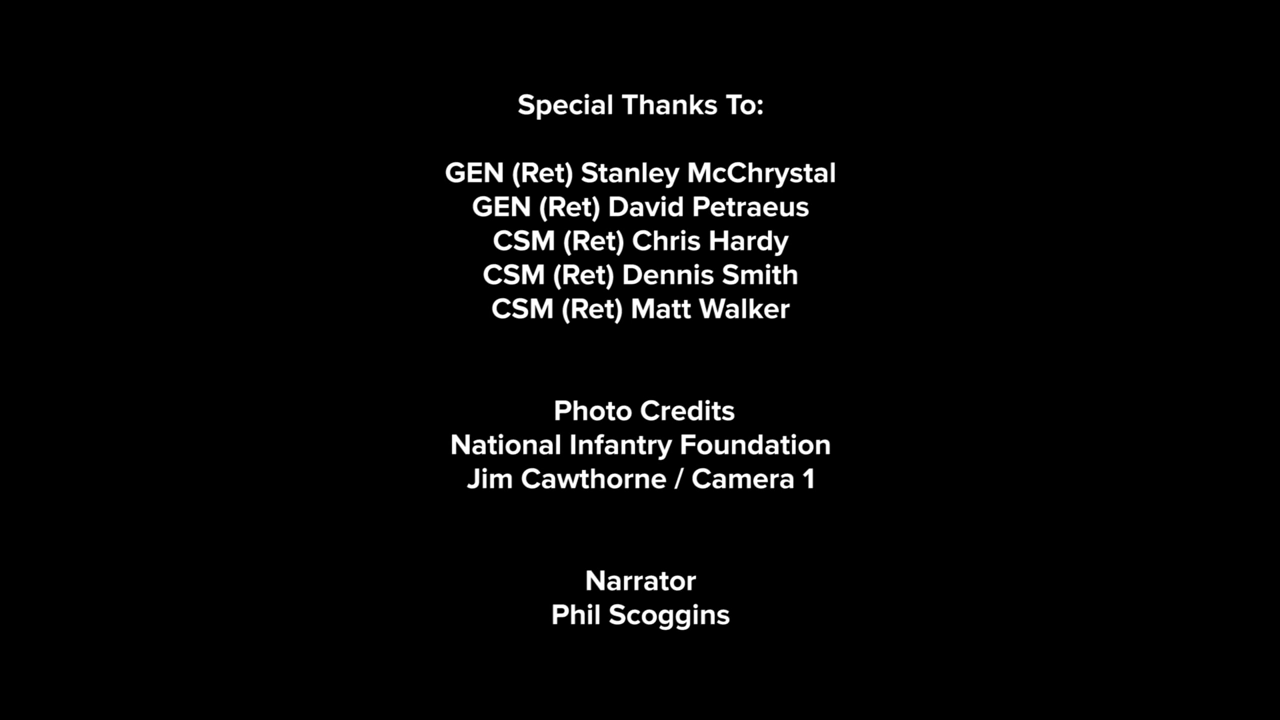 Special Thanks To:
GEN (Ret) Stanley McChrystal
GEN (Ret) David Petraeus
CSM (Ret) Chris Hardy
CSM (Ret) Dennis Smith
CSM (Ret) Matt Walker
Photo Credits
National Infantry Foundation
Jim Cawthorne / Camera 1
Narrator
Phil Scoggins